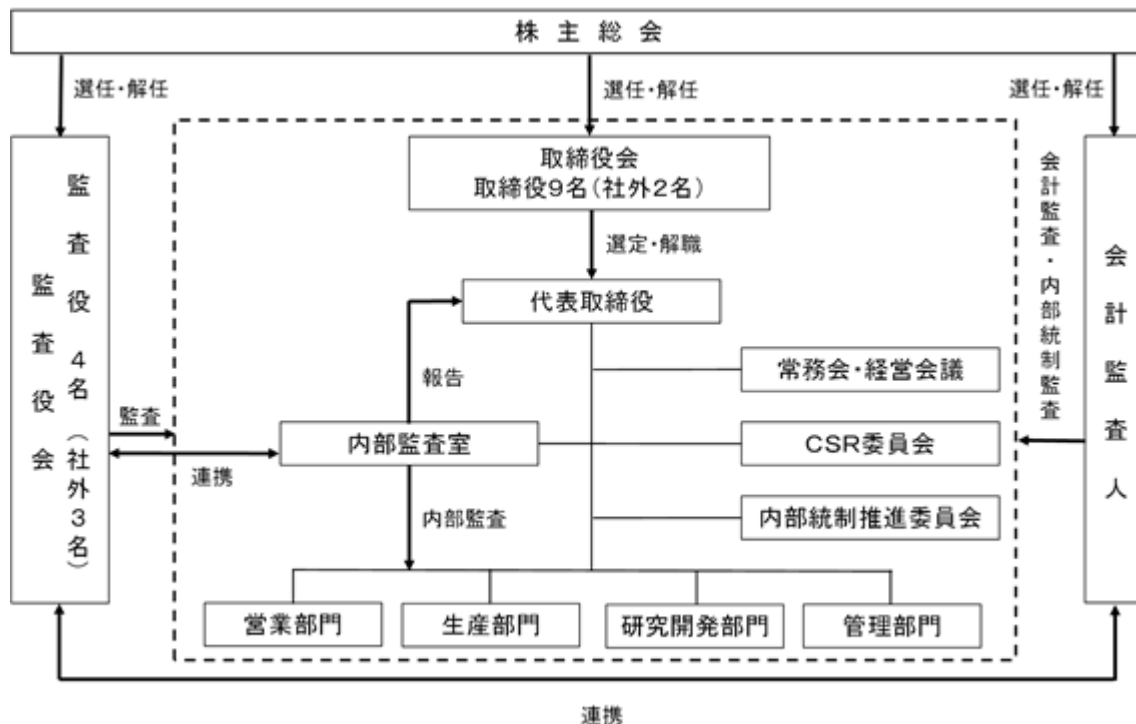 株主総会
選任・解任
選任・解任
選任・解任
監査役会
監査役 4名(社外3名)
取締役会
取締役9名(社外2名)
選定・解職
代表取締役
報告
常務会・経営会議
監査
内部監査室
CSR委員会
連携
内部監査
内部統制推進委員会
営業部門
生産部門
研究開発部門
管理部門
会計監査・内部統制監査
会計監査人
連携